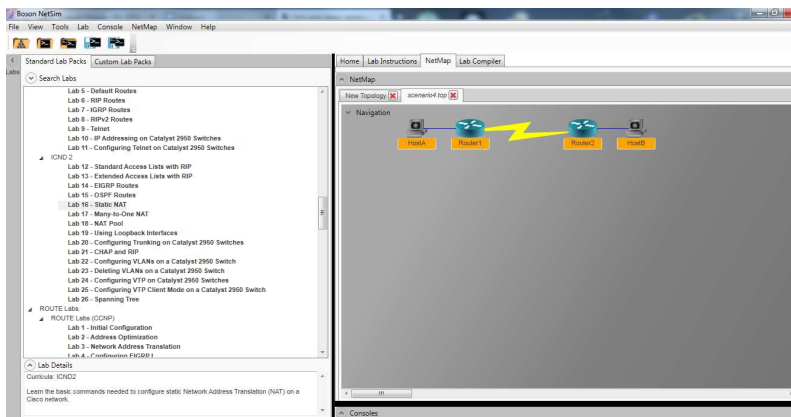 Boson NetSim
File View Tools Lab Console NetMap Window Help
Labs
Standard Lab Packs Custom Lab Packs
Search Labs
Lab 5 - Default Routes
Lab 6 - RIP Routes
Lab 7 - IGRP Routes
Lab 8 - RIPv2 Routes
Lab 9 - Telnet
Lab 10 - IP Addressing on Catalyst 2950 Switches
Lab 11 - Configuring Telnet on Catalyst 2950 Switches
ICND 2
Lab 12 - Standard Access Lists with RIP
Lab 13 - Extended Access Lists with RIP
Lab 14 - EIGRP Routes
Lab 15 - OSPF Routes
Lab 16 - Static NAT
Lab 17 - Many-to-One NAT
Lab 18 - NAT Pool
Lab 19 - Using Loopback Interfaces
Lab 20 - Configuring Trunking on Catalyst 2950 Switches
Lab 21 - CHAP and RIP
Lab 22 - Configuring VLANs on a Catalyst 2950 Switch
Lab 23 - Deleting VLANs on a Catalyst 2950 Switch
Lab 24 - Configuring VTP on Catalyst 2950 Switches
Lab 25 - Configuring VTP Client Mode on a Catalyst 2950 Switch
Lab 26 - Spanning Tree
ROUTE Labs
ROUTE Labs (CCNP)
Lab 1 - Initial Configuration
Lab 2 - Address Optimization
Lab 3 - Network Address Translation
Lab 4 - Configuring EIGRP I
Lab Details
Curricula: ICND2
Learn the basic commands needed to configure static Network Address Translation (NAT) on a
Cisco network.
Home Lab Instructions NetMap Lab Compiler
NetMap
New Topology scenerio4.top
Navigation
HostA Router1 Router2 HostB
Consoles